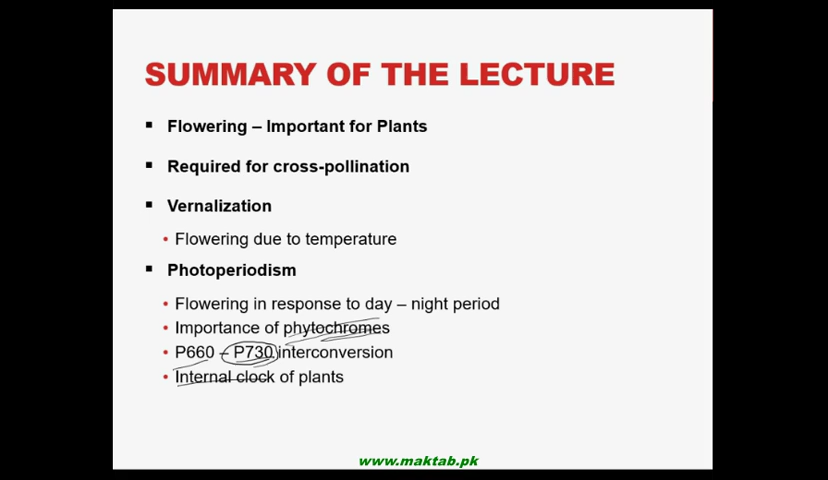 SUMMARY OF THE LECTURE
▪ Flowering – Important for Plants
▪ Required for cross-pollination
▪ Vernalization
• Flowering due to temperature
▪ Photoperiodism
• Flowering in response to day – night period
• Importance of phytochromes
• P660 – P730 interconversion
• Internal clock of plants
www.maktab.pk